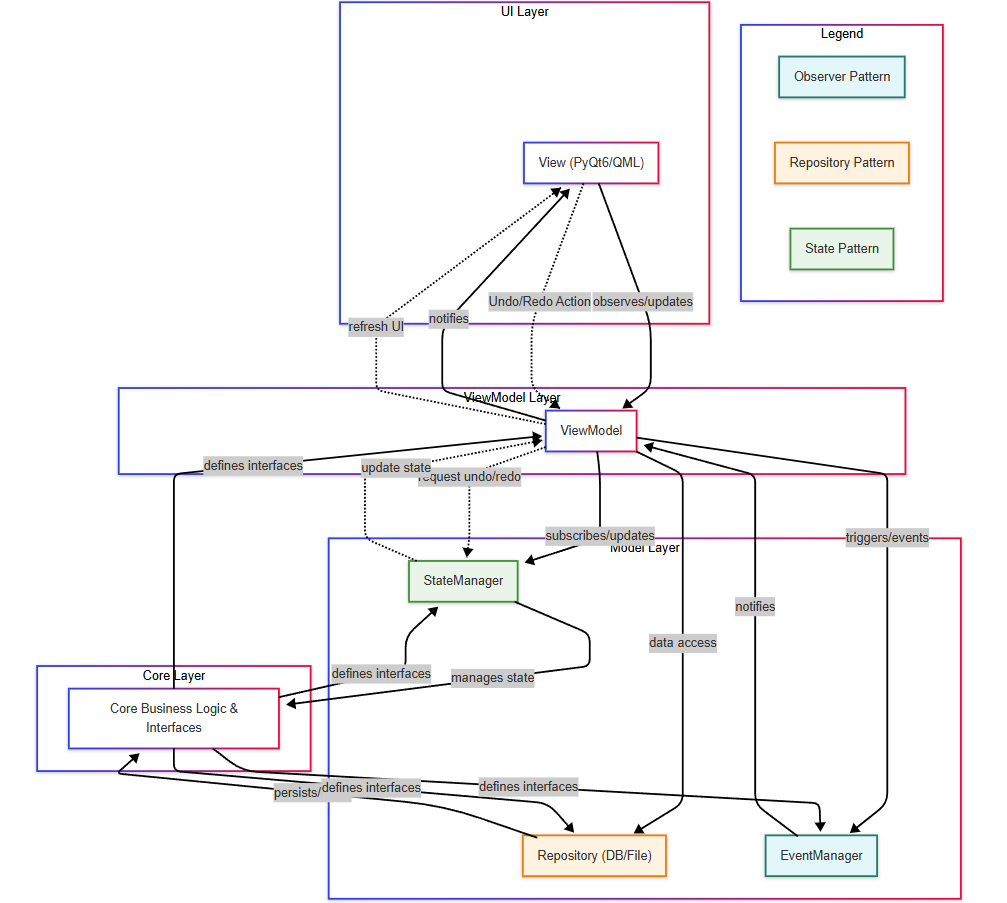 UI Layer
Legend
Observer Pattern
View (PyQt6/QML)
Repository Pattern
State Pattern
Undo/Redo Action
observes/updates
notifies
refresh UI
ViewModel Layer
ViewModel
defines interfaces
update state
request undo/redo
subscribes/updates
triggers/events
Model Layer
StateManager
notifies
data access
Core Layer
defines interfaces
manages state
Core Business Logic &
Interfaces
defines interfaces
defines interfaces
persists/
Repository (DB/File)
EventManager